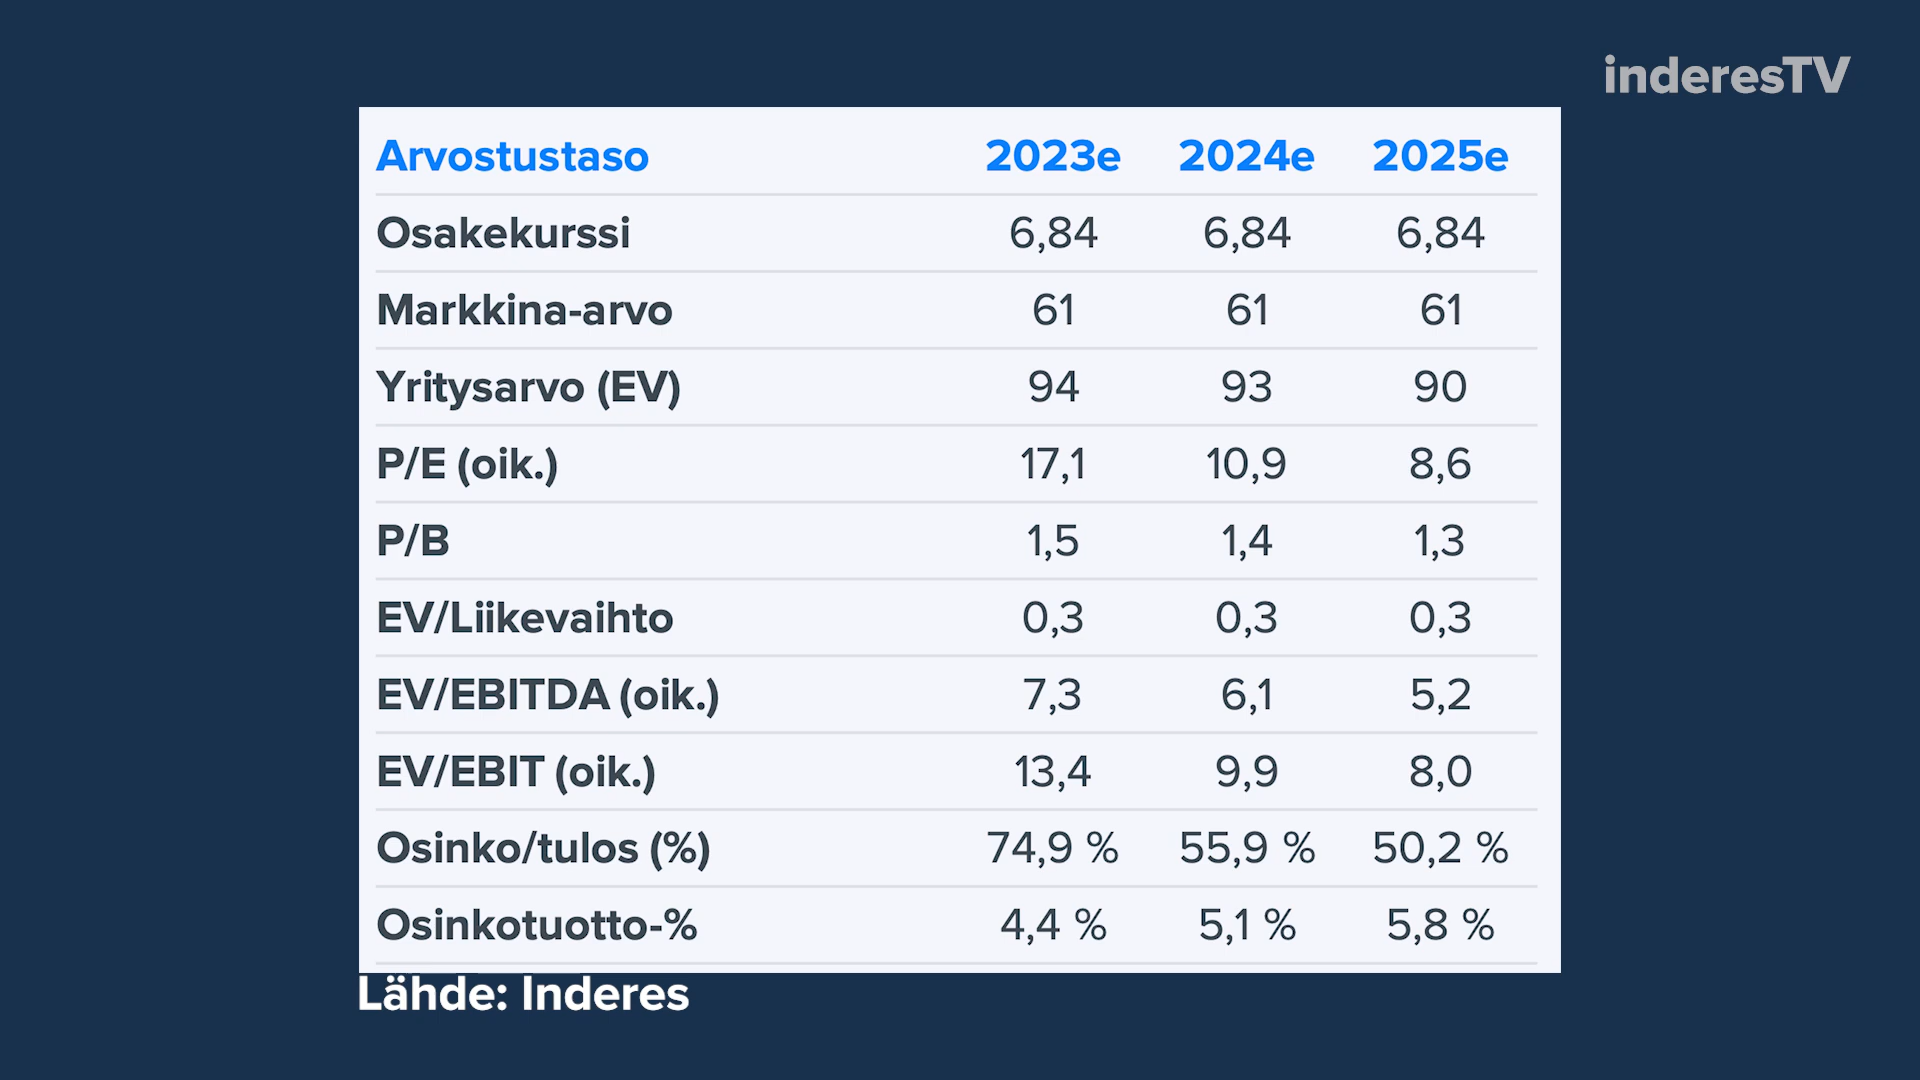 inderesTV
Arvostustaso 2023e 2024e 2025e
Osakekurssi 6,84 6,84 6,84
Markkina-arvo 61 61 61
Yritysarvo (EV) 94 93 90
P/E (oik.) 17,1 10,9 8,6
P/B 1,5 1,4 1,3
EV/Liikevaihto 0,3 0,3 0,3
EV/EBITDA (oik.) 7,3 6,1 5,2
EV/EBIT (oik.) 13,4 9,9 8,0
Osinko/tulos (%) 74,9 % 55,9 % 50,2 %
Osinkotuotto-% 4,4 % 5,1 % 5,8 %
Lähde: Inderes